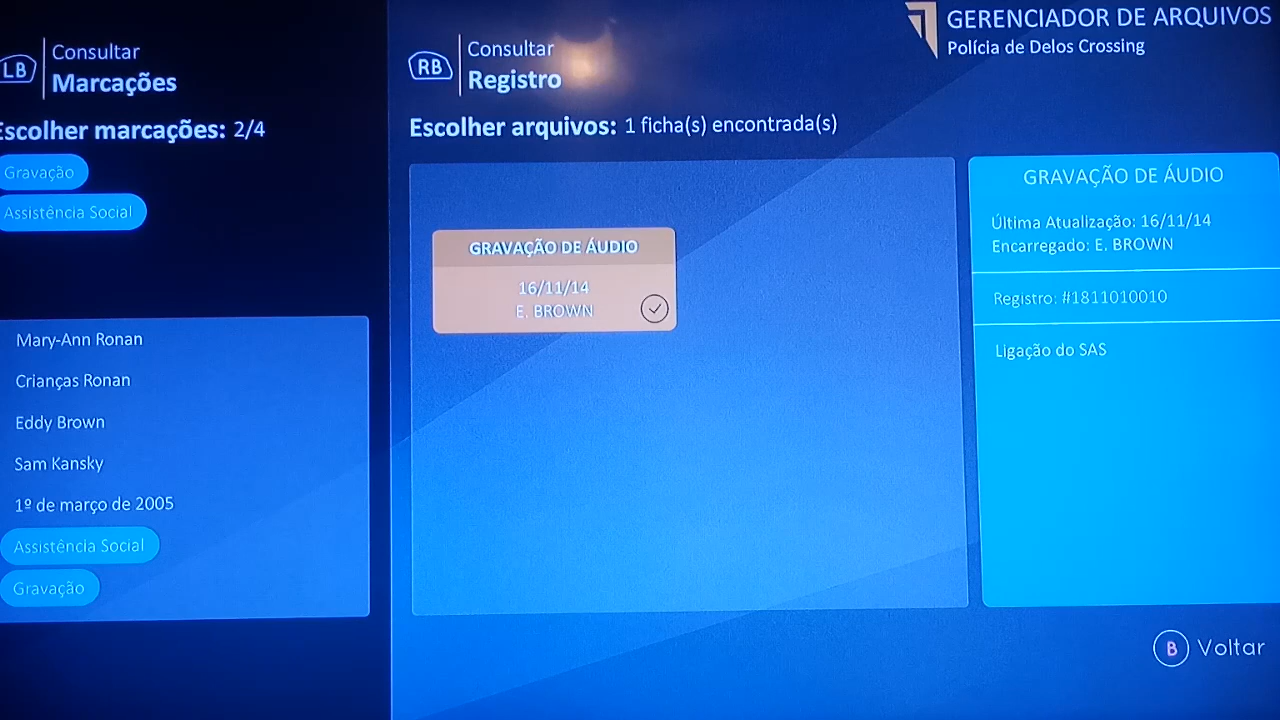 LB
Consultar
Marcações
Escolher marcações: 2/4
Gravação
Assistência Social
Mary-Ann Ronan
Crianças Ronan
Eddy Brown
Sam Kansky
1º de março de 2005
Assistência Social
Gravação
RB
Consultar
Registro
Escolher arquivos: 1 ficha(s) encontrada(s)
GRAVAÇÃO DE ÁUDIO
16/11/14
E. BROWN
GERENCIADOR DE ARQUIVOS
Polícia de Delos Crossing
GRAVAÇÃO DE ÁUDIO
Última Atualização: 16/11/14
Encarregado: E. BROWN
Registro: #1811010010
Ligação do SAS
B Voltar